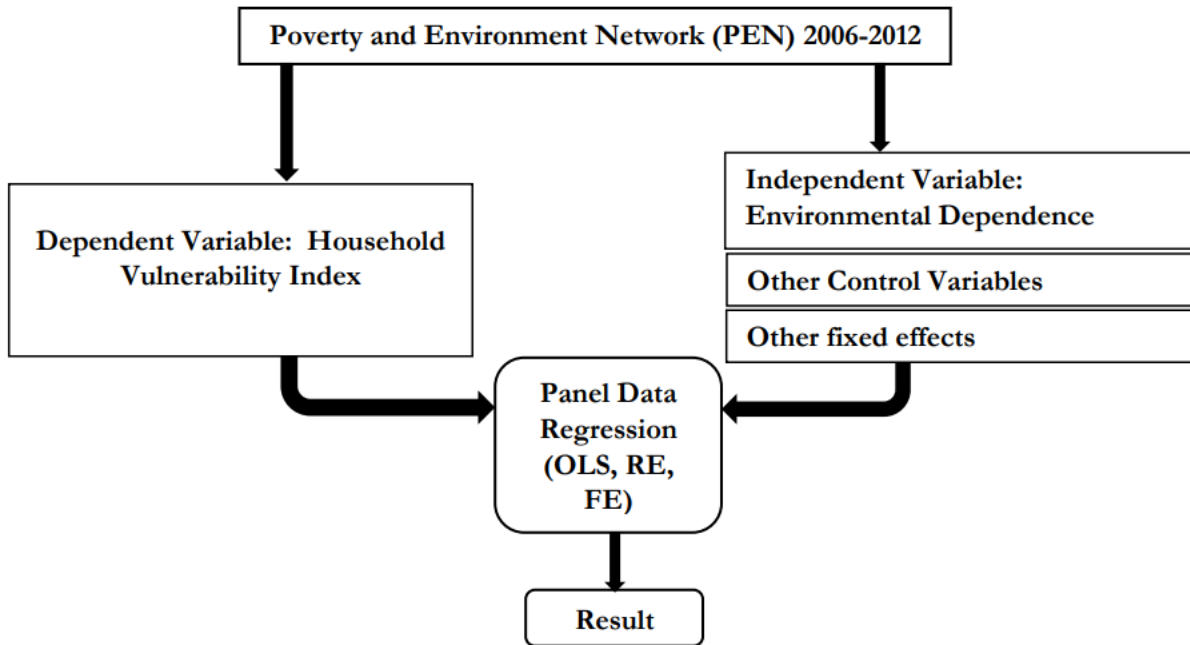 Poverty and Environment Network (PEN) 2006-2012
Dependent Variable: Household
Vulnerability Index
Independent Variable:
Environmental Dependence
Other Control Variables
Other fixed effects
Panel Data
Regression
(OLS, RE,
FE)
Result